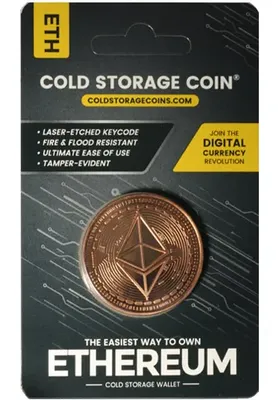 ETH
COLD STORAGE COIN®
COLDSTORAGECOINS.COM
• LASER-ETCHED KEYCODE
• FIRE & FLOOD RESISTANT
• ULTIMATE EASE OF USE
• TAMPER-EVIDENT
JOIN THE
DIGITAL
CURRENCY
REVOLUTION
THE EASIEST WAY TO OWN
ETHEREUM
COLD STORAGE WALLET